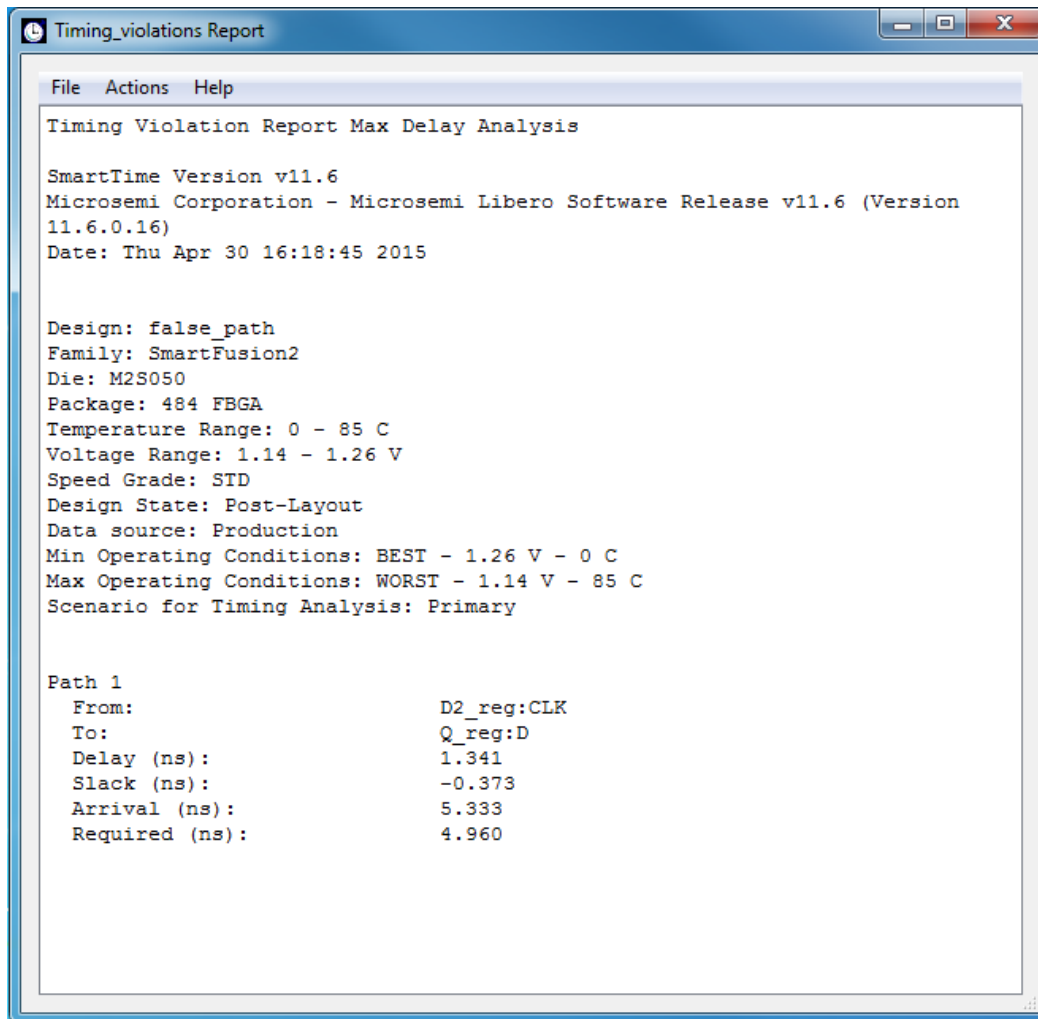 Timing_violations Report
File Actions Help
Timing Violation Report Max Delay Analysis
SmartTime Version v11.6
Microsemi Corporation - Microsemi Libero Software Release v11.6 (Version
11.6.0.16)
Date: Thu Apr 30 16:18:45 2015
Design: false_path
Family: SmartFusion2
Die: M2S050
Package: 484 FBGA
Temperature Range: 0 - 85 C
Voltage Range: 1.14 - 1.26 V
Speed Grade: STD
Design State: Post-Layout
Data source: Production
Min Operating Conditions: BEST - 1.26 V - 0 C
Max Operating Conditions: WORST - 1.14 V - 85 C
Scenario for Timing Analysis: Primary
Path 1
From: D2_reg:CLK
To: Q_reg:D
Delay (ns): 1.341
Slack (ns): -0.373
Arrival (ns): 5.333
Required (ns): 4.960